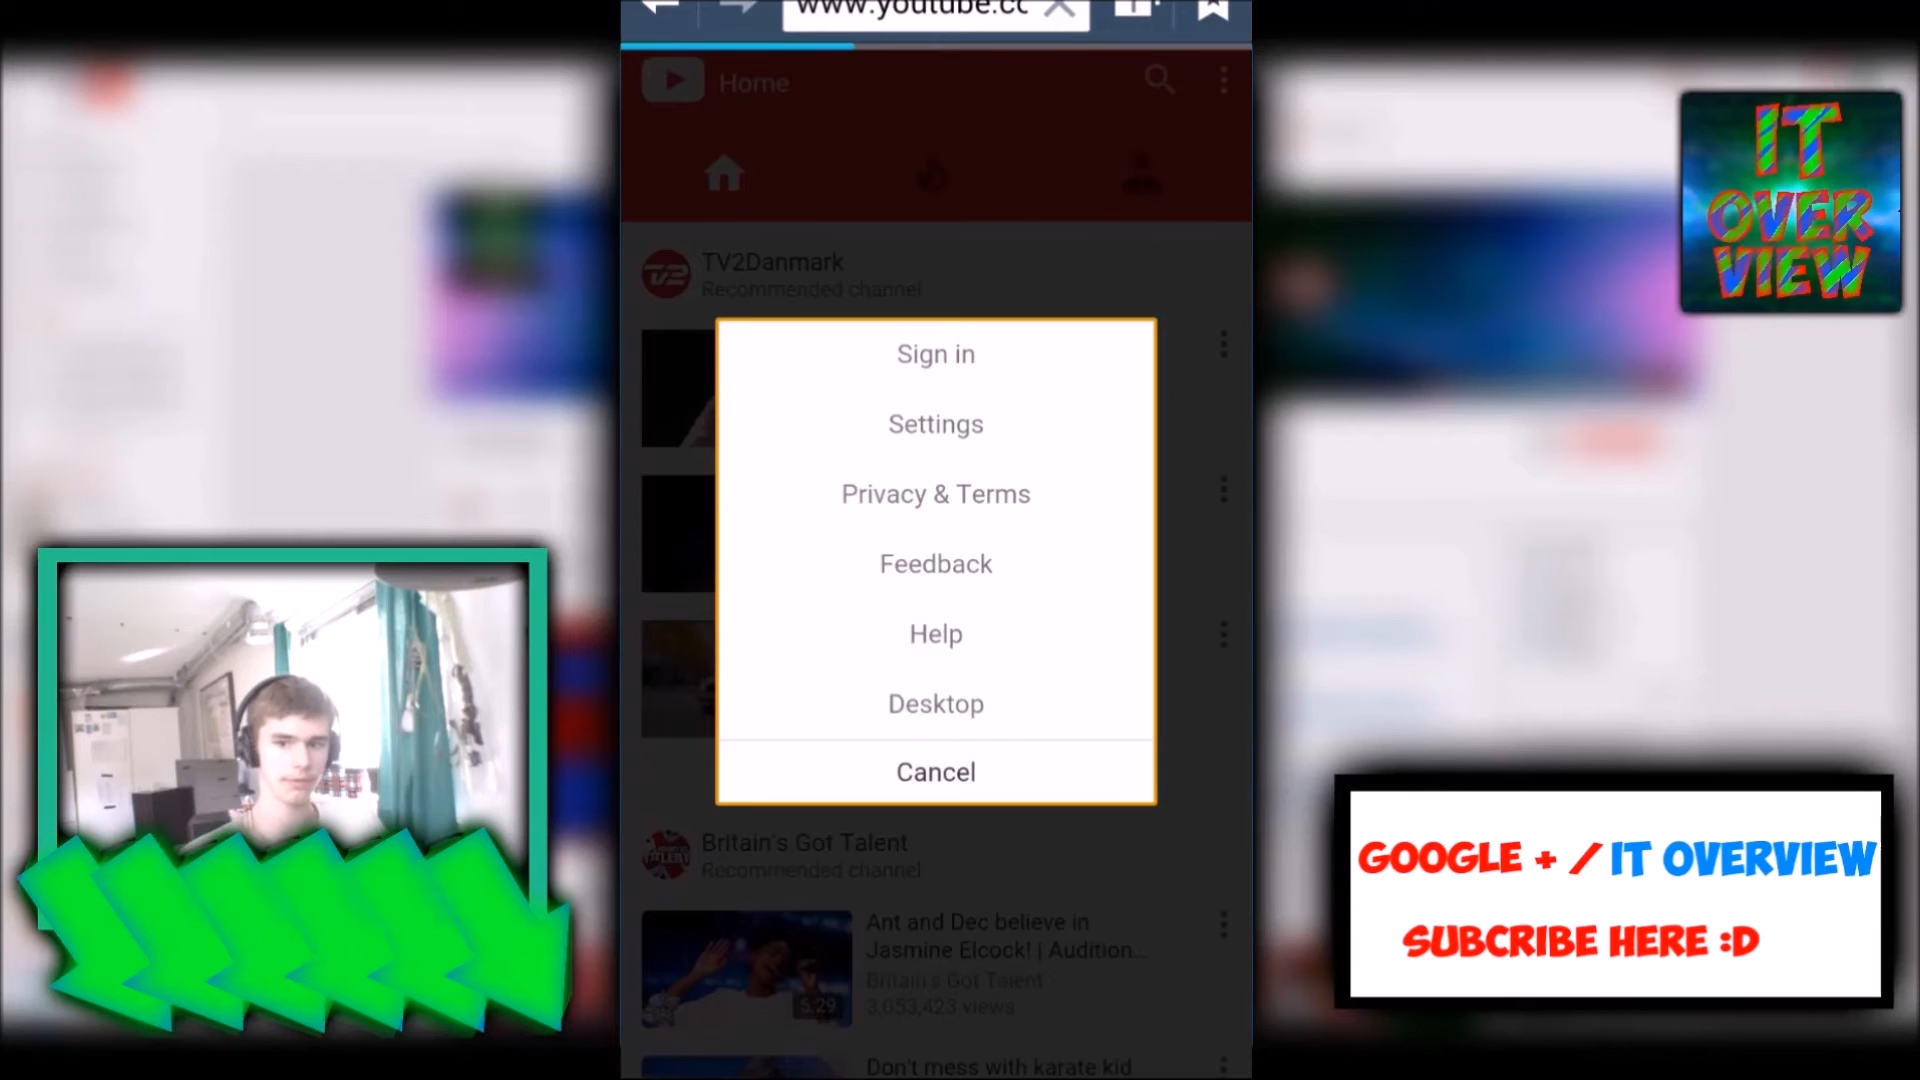 www.youtube.cc
Home
TV2Danmark
Recommended channel
Sign in
Settings
Privacy & Terms
Feedback
Help
Desktop
Cancel
Britain's Got Talent
Recommended channel
Ant and Dec believe in
Jasmine Elcock! | Audition...
Britain's Got Talent
3,653,423 views
5:29
Don't mess with karate kid
IT
OVER
VIEW
GOOGLE + / IT OVERVIEW
SUBCRIBE HERE :D